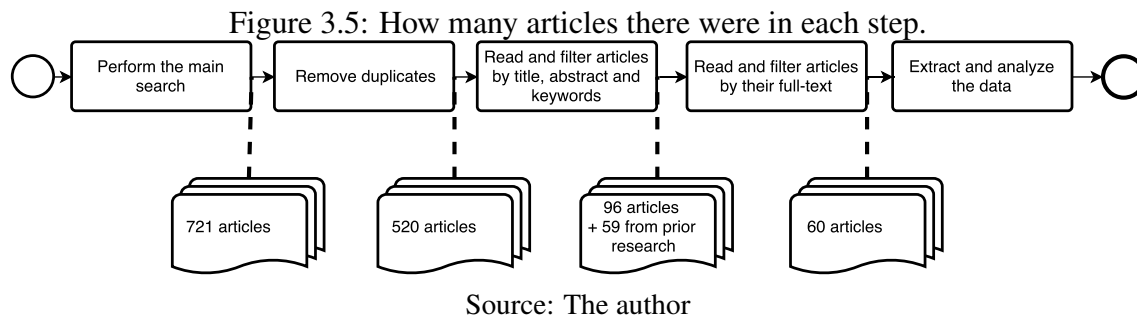 Figure 3.5: How many articles there were in each step.
Perform the main
search
Remove duplicates
Read and filter articles
by title, abstract and
keywords
Read and filter articles
by their full-text
Extract and analyze
the data
721 articles
520 articles
96 articles
+ 59 from prior
research
60 articles
Source: The author